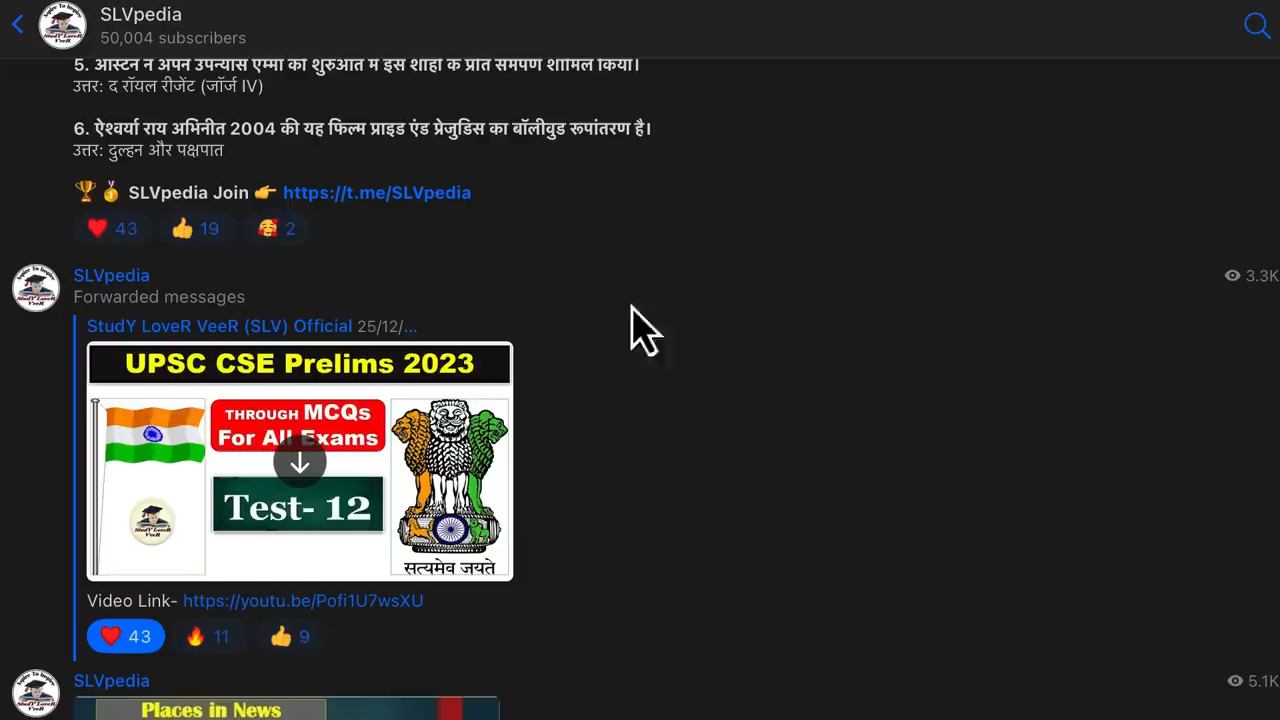 SLVpedia
50,004 subscribers
5. ऑस्टेन ने अपने उपन्यास एम्मा की शुरुआत में इस शाही के प्रति समर्पण शामिल किया।
उत्तर: द रॉयल रीजेंट (जॉर्ज IV)
6. ऐश्वर्या राय अभिनीत 2004 की यह फिल्म प्राइड एंड प्रेजुडिस का बॉलीवुड रूपांतरण है।
उत्तर: दुल्हन और पक्षपात
🏆 🥇 SLVpedia Join 👉 https://t.me/SLVpedia
❤️ 43 👍 19 🥰 2
SLVpedia
3.3K
Forwarded messages
StudY LoveR VeeR (SLV) Official 25/12/...
UPSC CSE Prelims 2023
THROUGH MCQs
For All Exams
Test- 12
सत्यमेव जयते
Video Link- https://youtu.be/Pofi1U7wsXU
❤️ 43 🔥 11 👍 9
SLVpedia
5.1K
Places in News